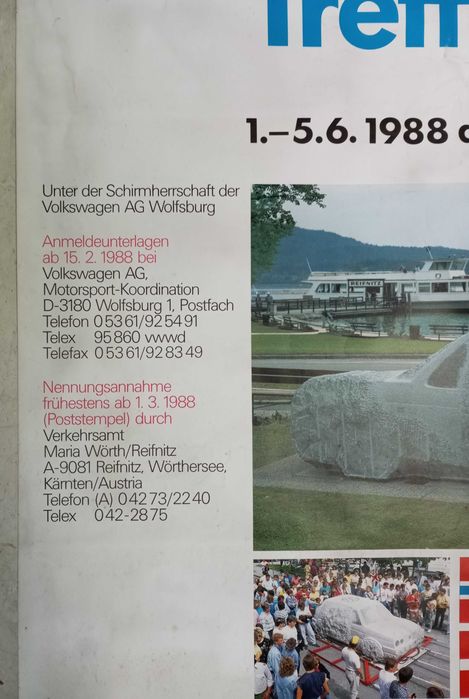 Treff
1.–5.6. 1988
Unter der Schirmherrschaft der
Volkswagen AG Wolfsburg
Anmeldeunterlagen
ab 15. 2. 1988 bei
Volkswagen AG,
Motorsport-Koordination
D-3180 Wolfsburg 1, Postfach
Telefon 0 53 61/92 54 91
Telex 95 860 vwwd
Telefax 0 53 61/92 83 49
Nennungsannahme
frühestens ab 1. 3. 1988
(Poststempel) durch
Verkehrsamt
Maria Wörth/Reifnitz
A-9081 Reifnitz, Wörthersee,
Kärnten/Austria
Telefon (A) 0 42 73/22 40
Telex 0 42-28 75
REIFNITZ